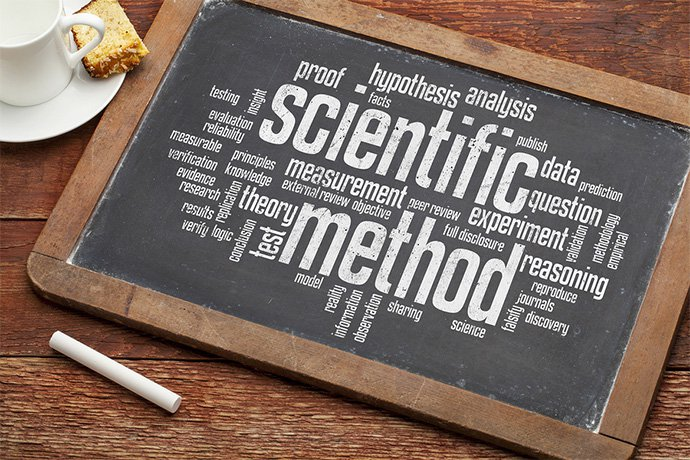 proof
hypothesis
analysis
testing
insight
facts
scientific
publish
evaluation
reliability
measurable
principles
data
prediction
verification
knowledge
measurement
question
methodology
evidence
external review
objective
peer review
experiment
validation
empirical
research
replication
theory
full disclosure
results
verify
logic
conclusion
test
method
reasoning
model
reality
reproduce
information
observation
sharing
journals
science
falsify
discovery